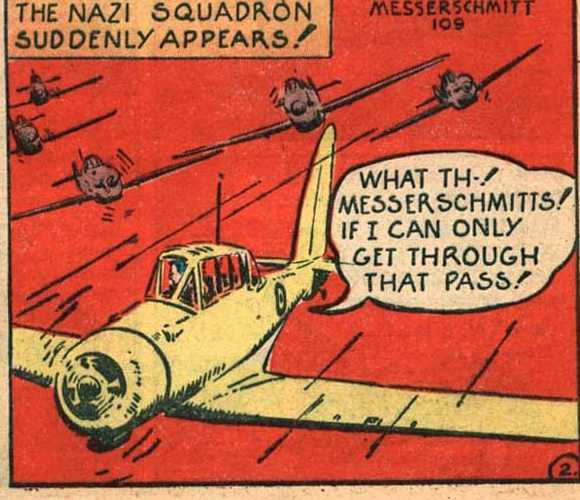 THE NAZI SQUADRON
SUDDENLY APPEARS!
MESSERSCHMITT
109
WHAT TH-!
MESSERSCHMITTS!
IF I CAN ONLY
GET THROUGH
THAT PASS!
2